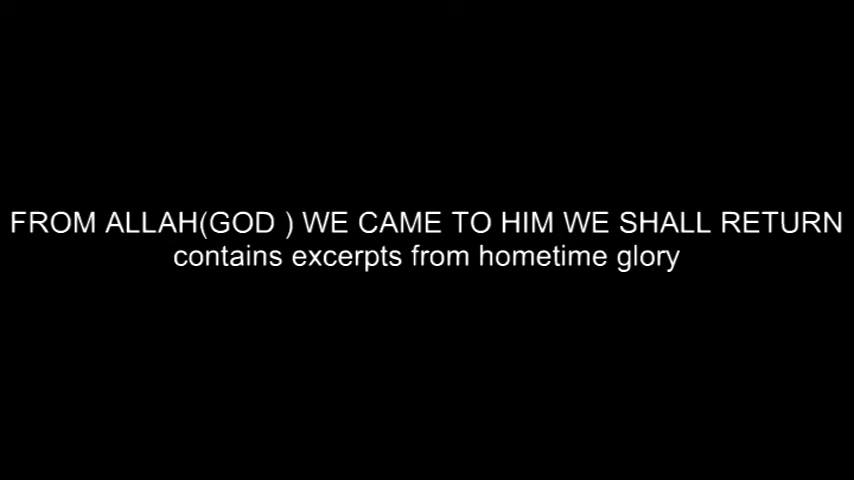 FROM ALLAH(GOD ) WE CAME TO HIM WE SHALL RETURN
contains excerpts from hometime glory